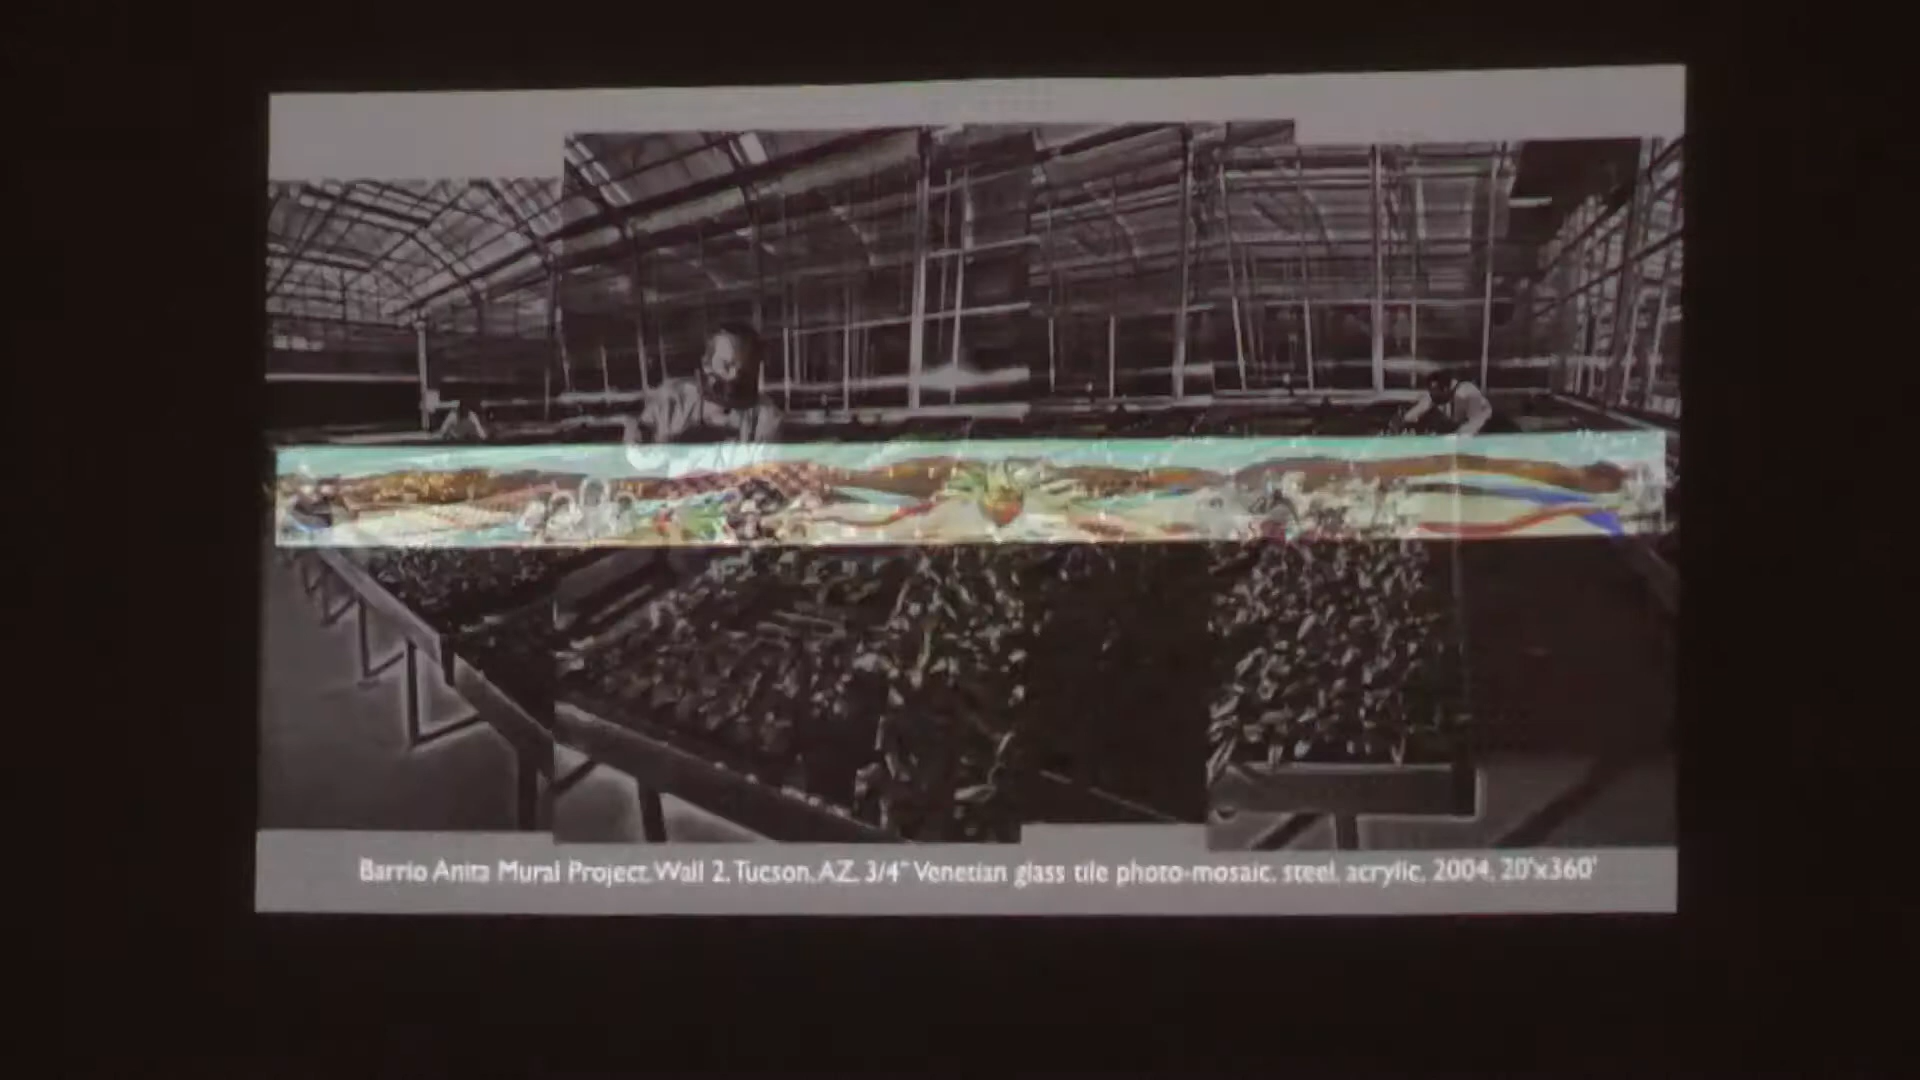 Barrio Anita Mural Project, Wall 2, Tucson, AZ. 3/4" Venetian glass tile photo-mosaic, steel, acrylic, 2004, 20'x360'